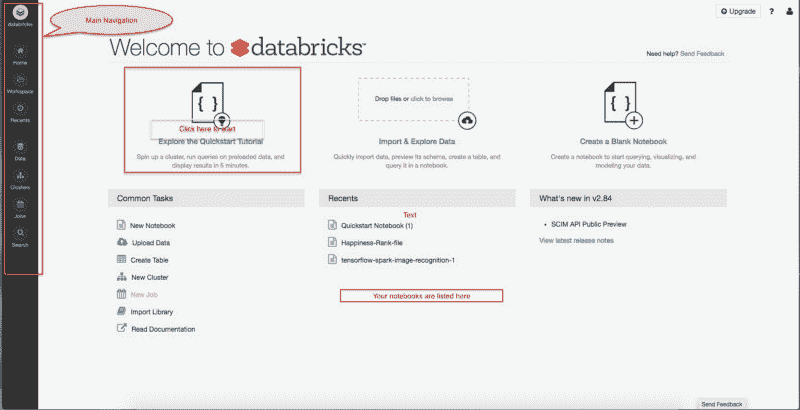 Main Navigation
Upgrade
?
databricks
Home
Workspace
Recents
Data
Clusters
Jobs
Search
Welcome to databricks™
Need help? Send Feedback
Click here to start
Explore the Quickstart Tutorial
Spin up a cluster, run queries on preloaded data, and
display results in 5 minutes.
Drop files or click to browse
Import & Explore Data
Quickly import data, preview its schema, create a table, and
query it in a notebook.
Create a Blank Notebook
Create a notebook to start querying, visualizing, and
modeling your data.
Common Tasks
New Notebook
Upload Data
Create Table
New Cluster
New Job
Import Library
Read Documentation
Recents
Text
Quickstart Notebook (1)
Happiness-Rank-file
tensorflow-spark-image-recognition-1
Your notebooks are listed here
What's new in v2.84
SCIM API Public Preview
View latest release notes
Send Feedback